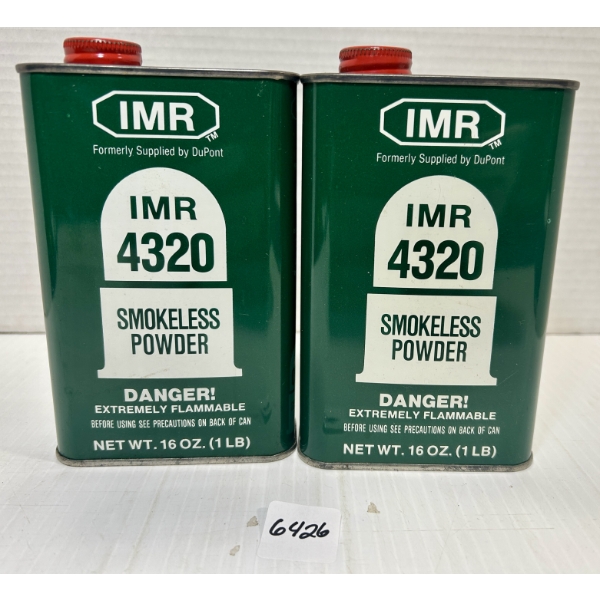 IMR TM
Formerly Supplied by DuPont
IMR
4320
SMOKELESS
POWDER
DANGER!
EXTREMELY FLAMMABLE
BEFORE USING SEE PRECAUTIONS ON BACK OF CAN
NET WT. 16 OZ. (1 LB)
IMR TM
Formerly Supplied by DuPont
IMR
4320
SMOKELESS
POWDER
DANGER!
EXTREMELY FLAMMABLE
BEFORE USING SEE PRECAUTIONS ON BACK OF CAN
NET WT. 16 OZ. (1 LB)
6426